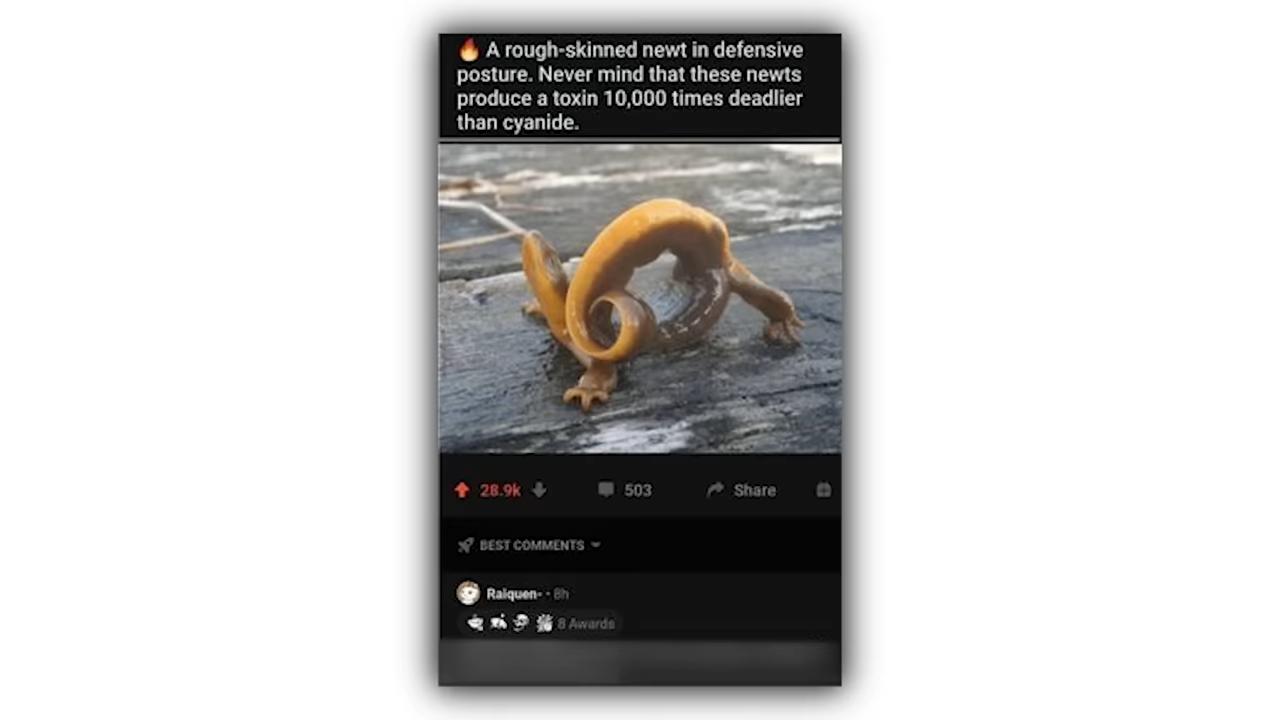 🔥 A rough-skinned newt in defensive
posture. Never mind that these newts
produce a toxin 10,000 times deadlier
than cyanide.
28.9k 503 Share
BEST COMMENTS
Raiquen- • 8h
8 Awards